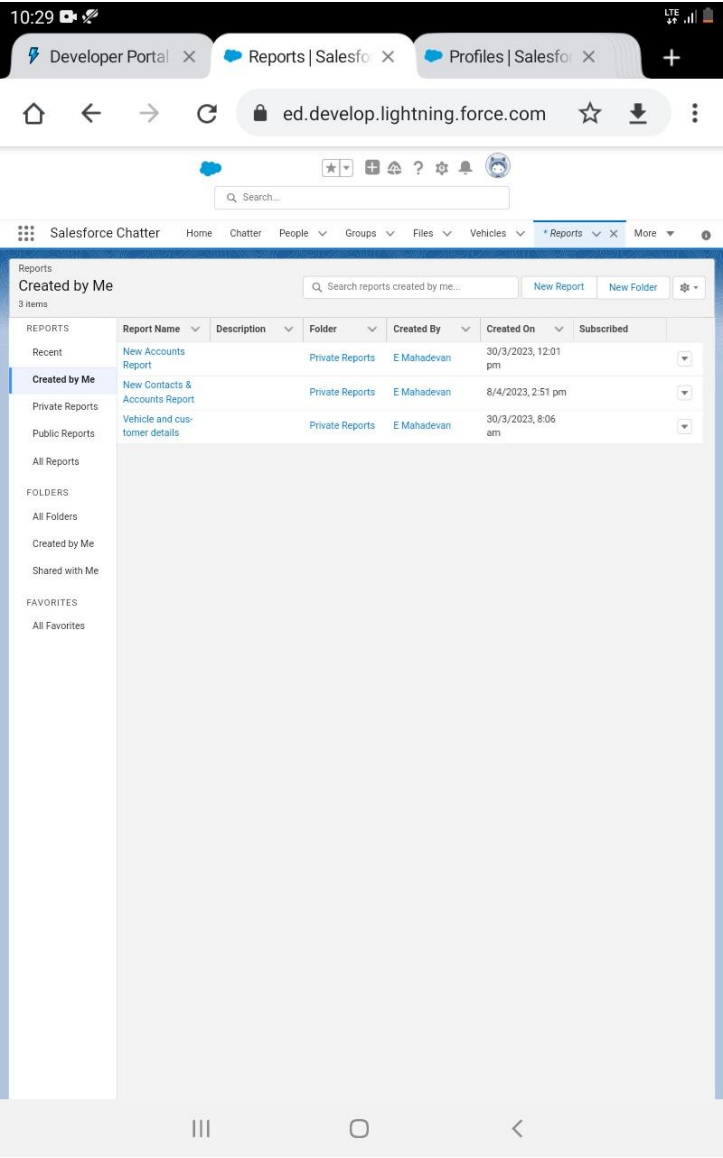 10:29
LTE
Developer Portal
Reports | Salesfo
Profiles | Salesfor
ed.develop.lightning.force.com
Search...
Salesforce Chatter Home Chatter People Groups Files Vehicles * Reports More
Reports
Created by Me
3 items
Search reports created by me...
New Report
New Folder
REPORTS
Recent
Created by Me
Private Reports
Public Reports
All Reports
FOLDERS
All Folders
Created by Me
Shared with Me
FAVORITES
All Favorites
Report Name Description Folder Created By Created On Subscribed
New Accounts
Report
Private Reports
E Mahadevan
30/3/2023, 12:01
pm
New Contacts &
Accounts Report
Private Reports
E Mahadevan
8/4/2023, 2:51 pm
Vehicle and cus-
tomer details
Private Reports
E Mahadevan
30/3/2023, 8:06
am